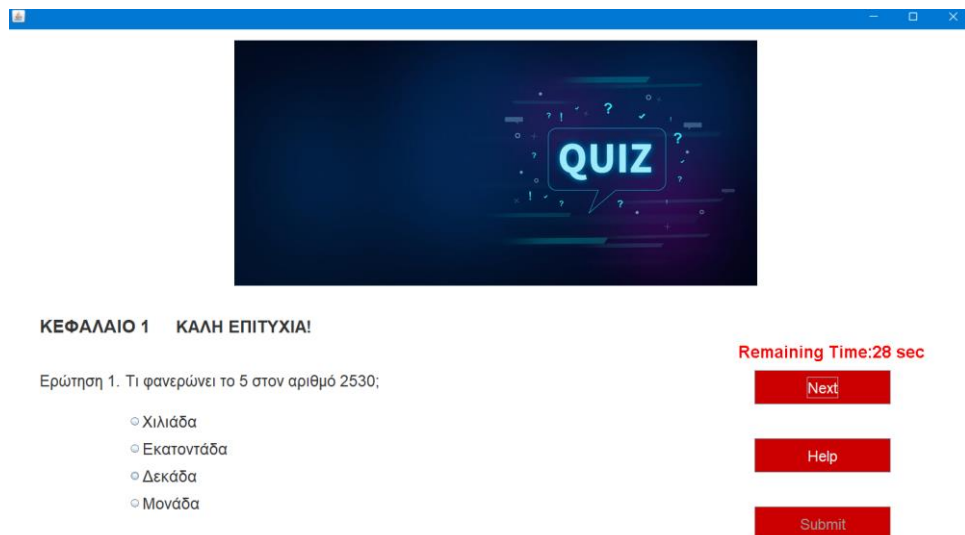 QUIZ
ΚΕΦΑΛΑΙΟ 1 ΚΑΛΗ ΕΠΙΤΥΧΙΑ!
Remaining Time:28 sec
Ερώτηση 1. Τι φανερώνει το 5 στον αριθμό 2530;
Next
Χιλιάδα
Εκατοντάδα
Help
Δεκάδα
Μονάδα
Submit